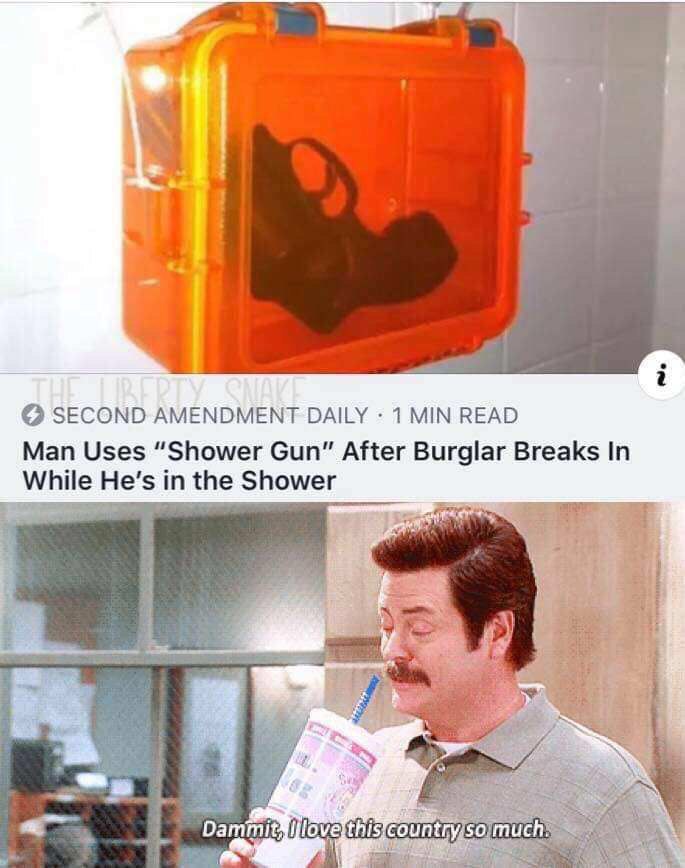 THE LIBERTY SNAKE
SECOND AMENDMENT DAILY · 1 MIN READ
Man Uses “Shower Gun” After Burglar Breaks In
While He’s in the Shower
i
Dammit, I love this country so much.